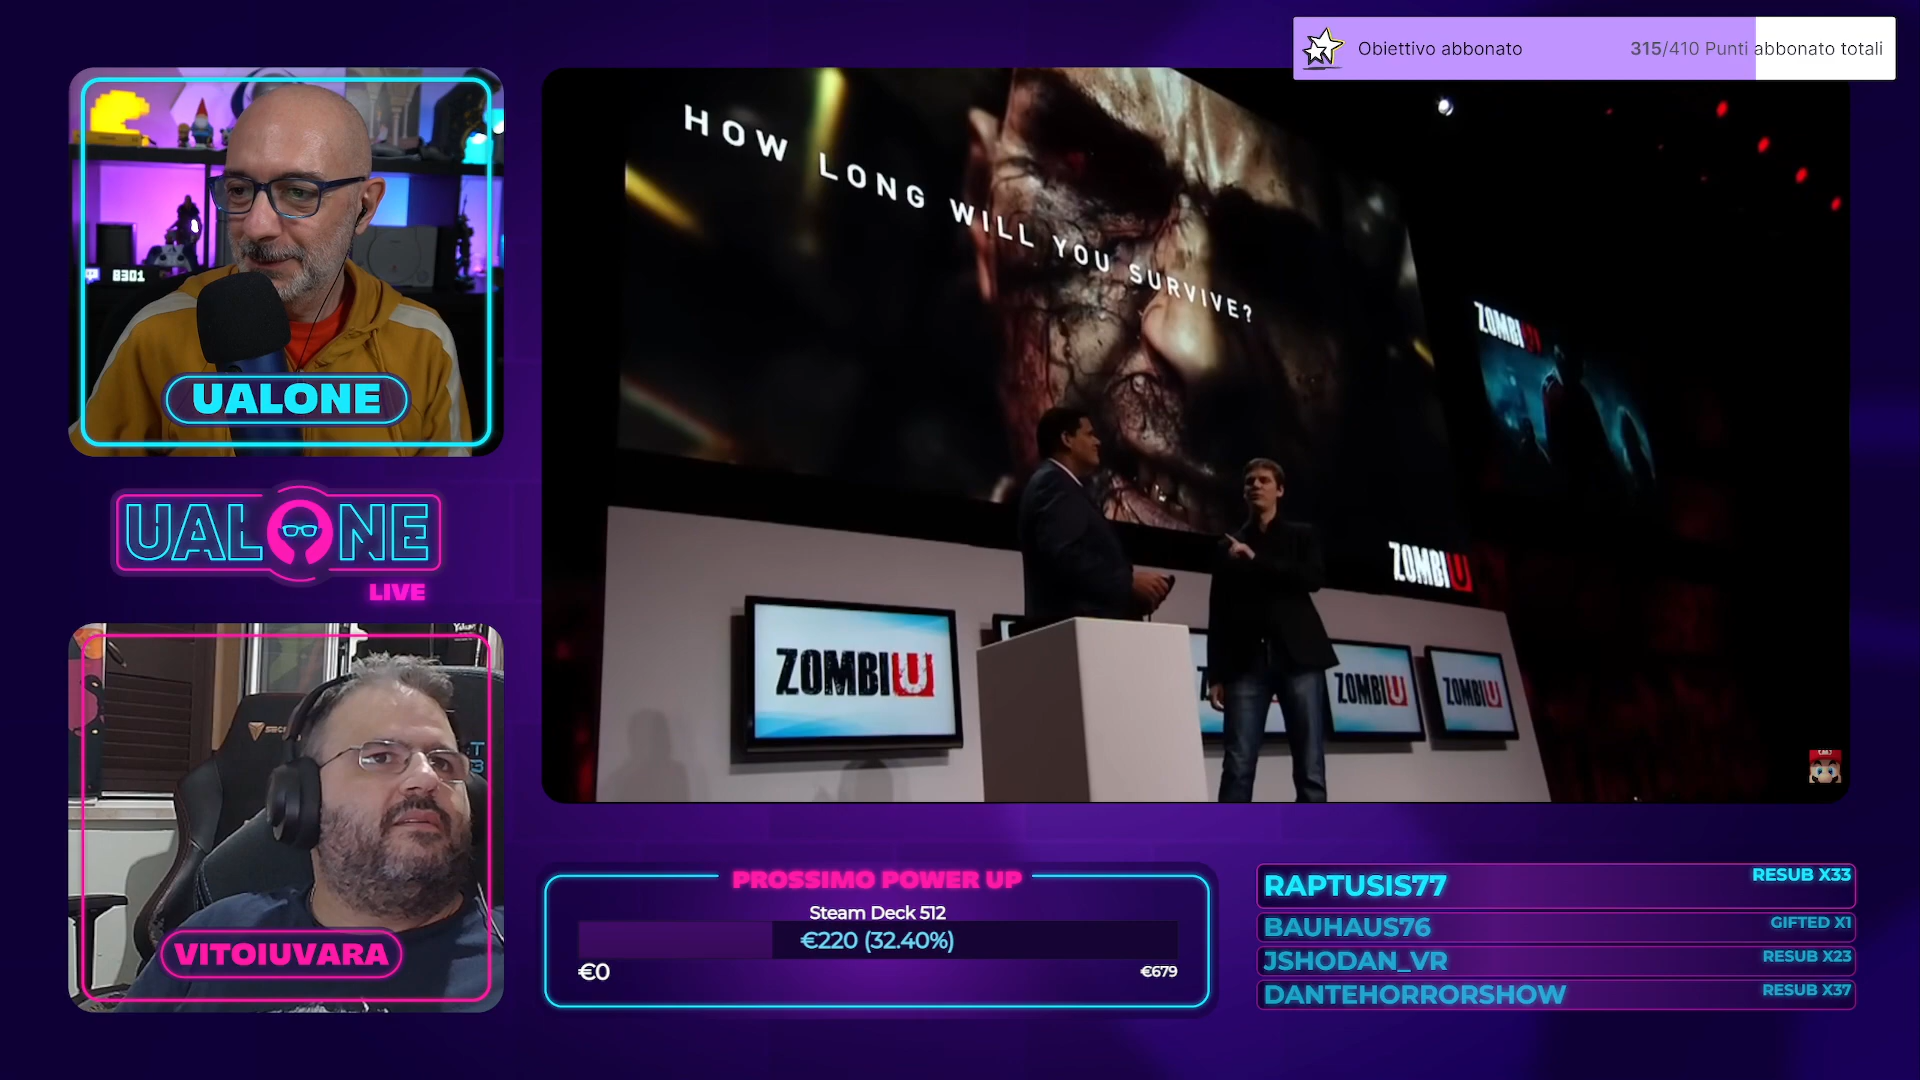 Obiettivo abbonato
315/410 Punti abbonato totali
HOW LONG WILL YOU SURVIVE?
ZOMBIU
8301
UALONE
ZOMBIU
UALONE
LIVE
ZOMBIU
ZOMBIU
ZOMBIU
VITOIUVARA
PROSSIMO POWER UP
Steam Deck 512
€220 (32.40%)
€0
€679
RAPTUSIS77
RESUB X33
BAUHAUS76
GIFTED X1
JSHODAN_VR
RESUB X23
DANTEHORRORSHOW
RESUB X37